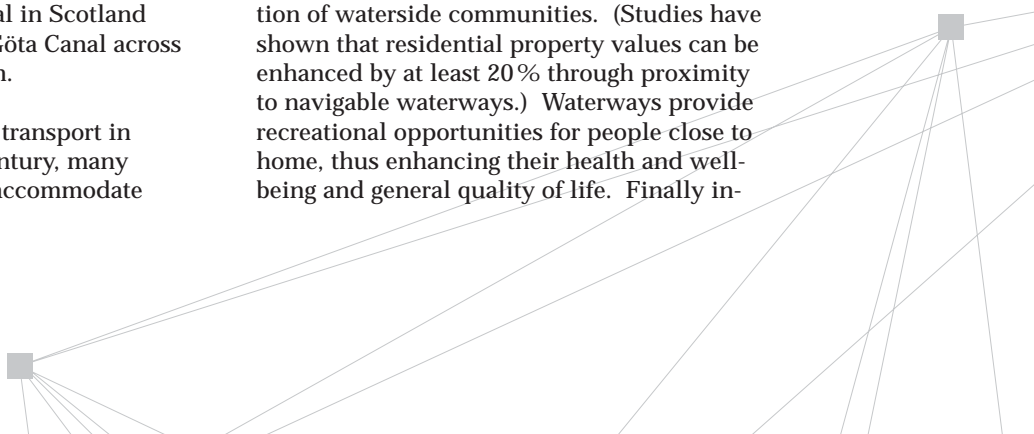 al in Scotland
Göta Canal across
n.
transport in
ntury, many
accommodate
tion of waterside communities. (Studies have
shown that residential property values can be
enhanced by at least 20% through proximity
to navigable waterways.) Waterways provide
recreational opportunities for people close to
home, thus enhancing their health and well-
being and general quality of life. Finally in-